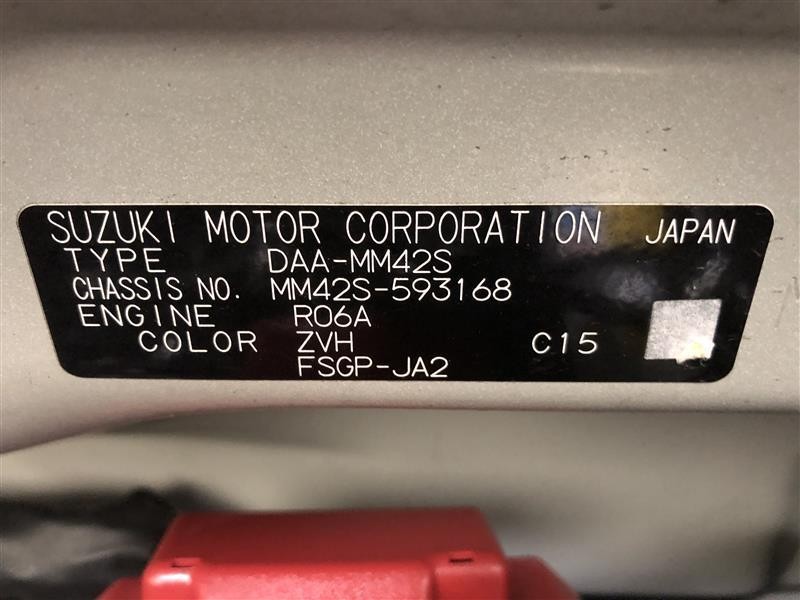 SUZUKI MOTOR CORPORATION JAPAN
TYPE DAA-MM42S
CHASSIS NO. MM42S-593168
ENGINE R06A
COLOR ZVH C15
FSGP-JA2